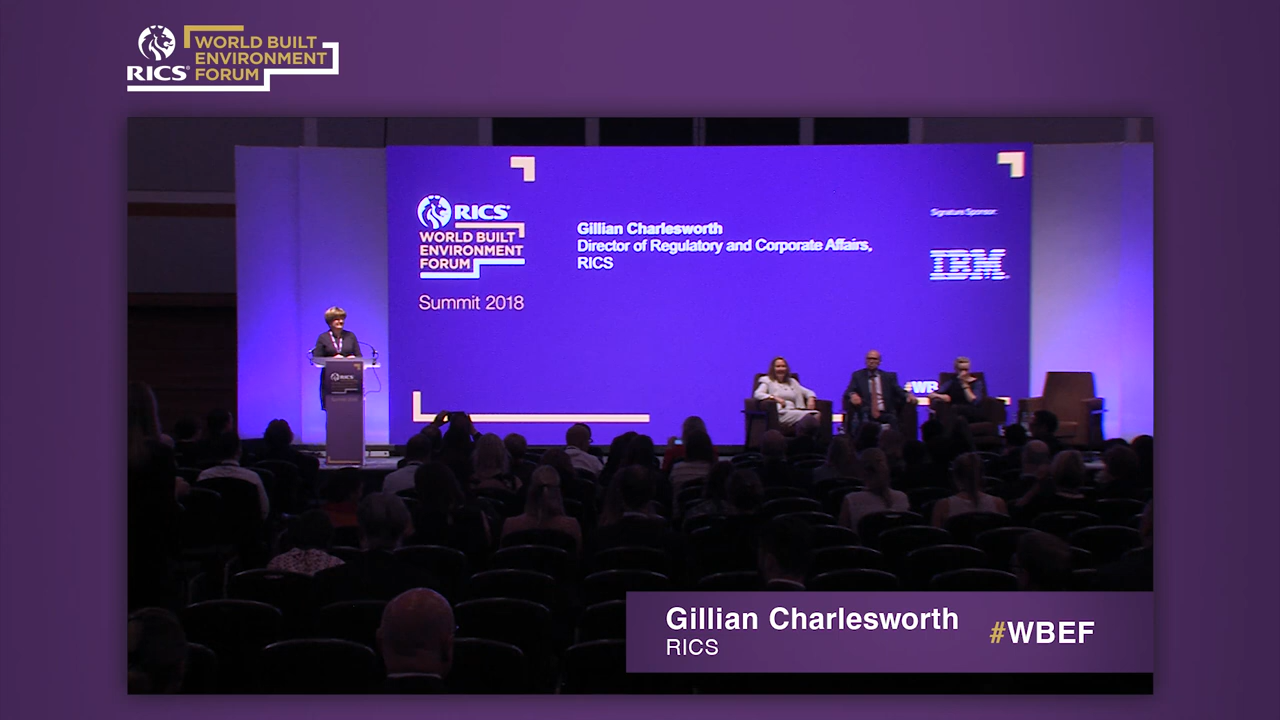 RICS
WORLD BUILT
ENVIRONMENT
FORUM
RICS
WORLD BUILT
ENVIRONMENT
FORUM
Summit 2018
Gillian Charlesworth
Director of Regulatory and Corporate Affairs,
RICS
Signature Sponsor:
IBM
#WB
RICS
Gillian Charlesworth
RICS
#WBEF